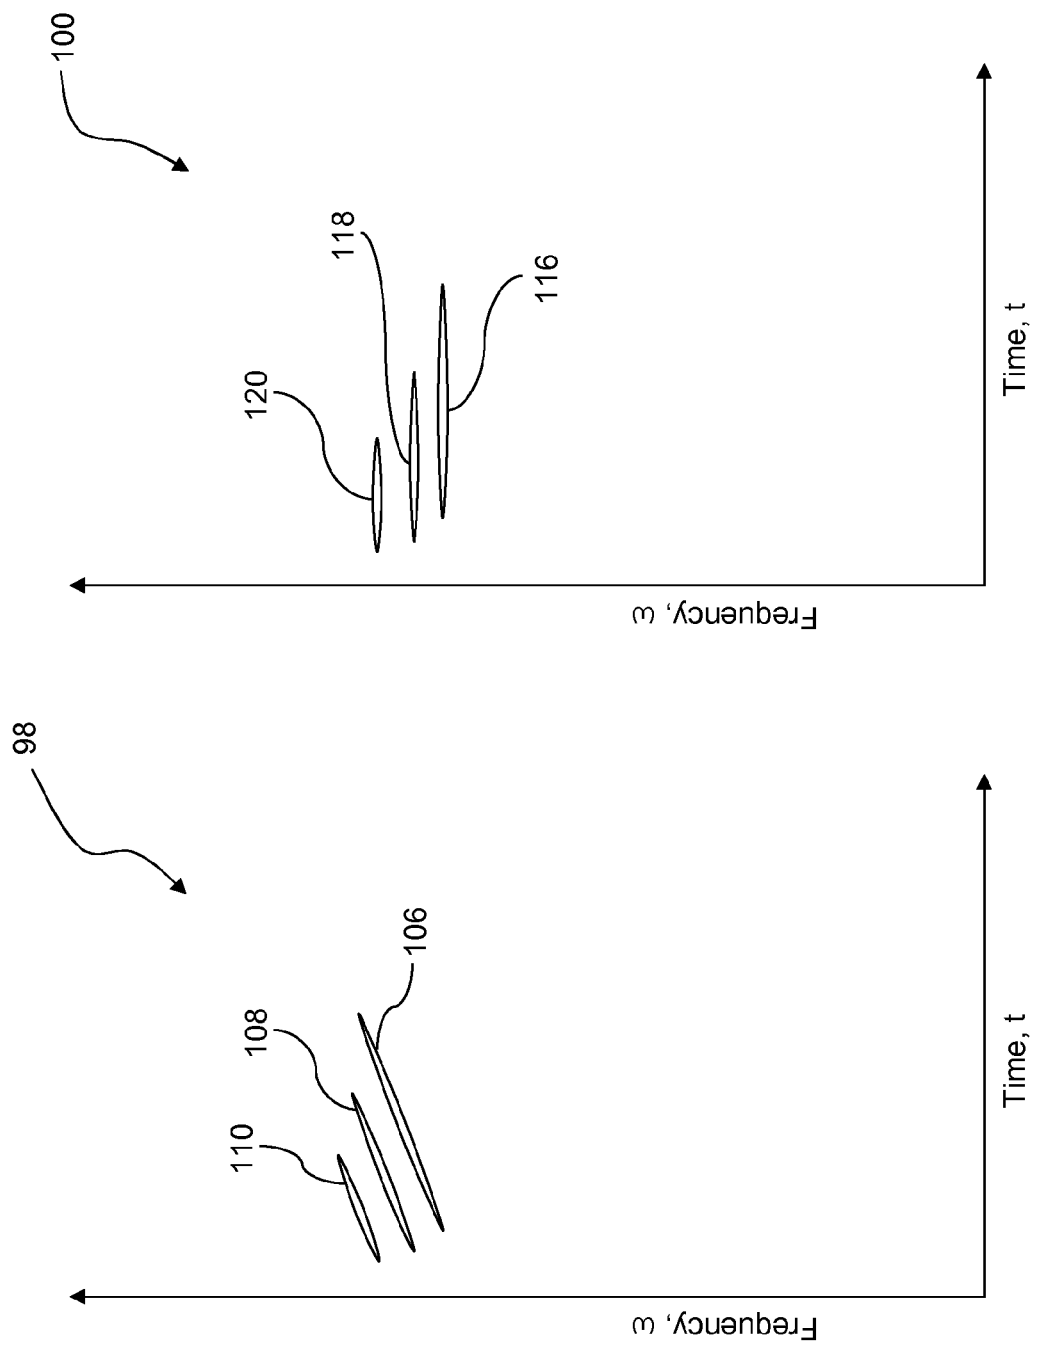 98
110
108
106
Frequency, ω
Time, t
100
120
118
116
Frequency, ω
Time, t